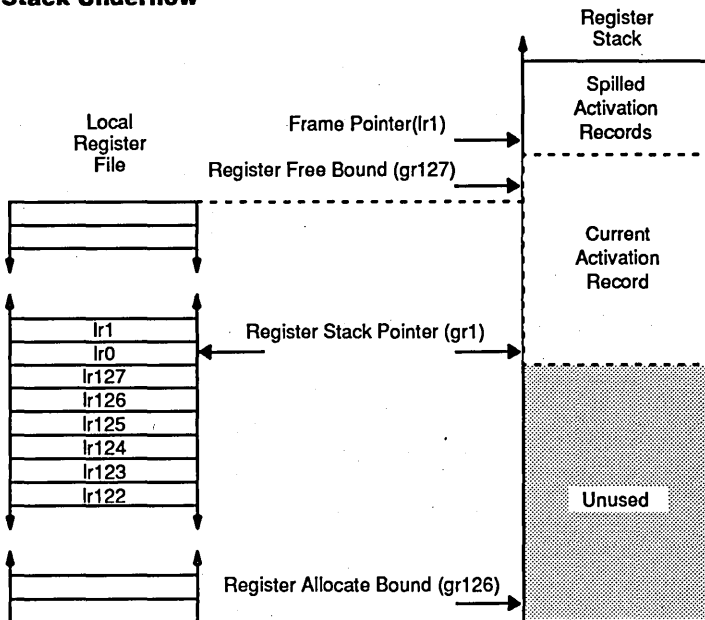 Stack Underflow
Register
Stack
Spilled
Activation
Records
Frame Pointer(lr1)
Local
Register
File
Register Free Bound (gr127)
Current
Activation
Record
lr1
Register Stack Pointer (gr1)
lr0
lr127
lr126
lr125
lr124
lr123
lr122
Unused
Register Allocate Bound (gr126)